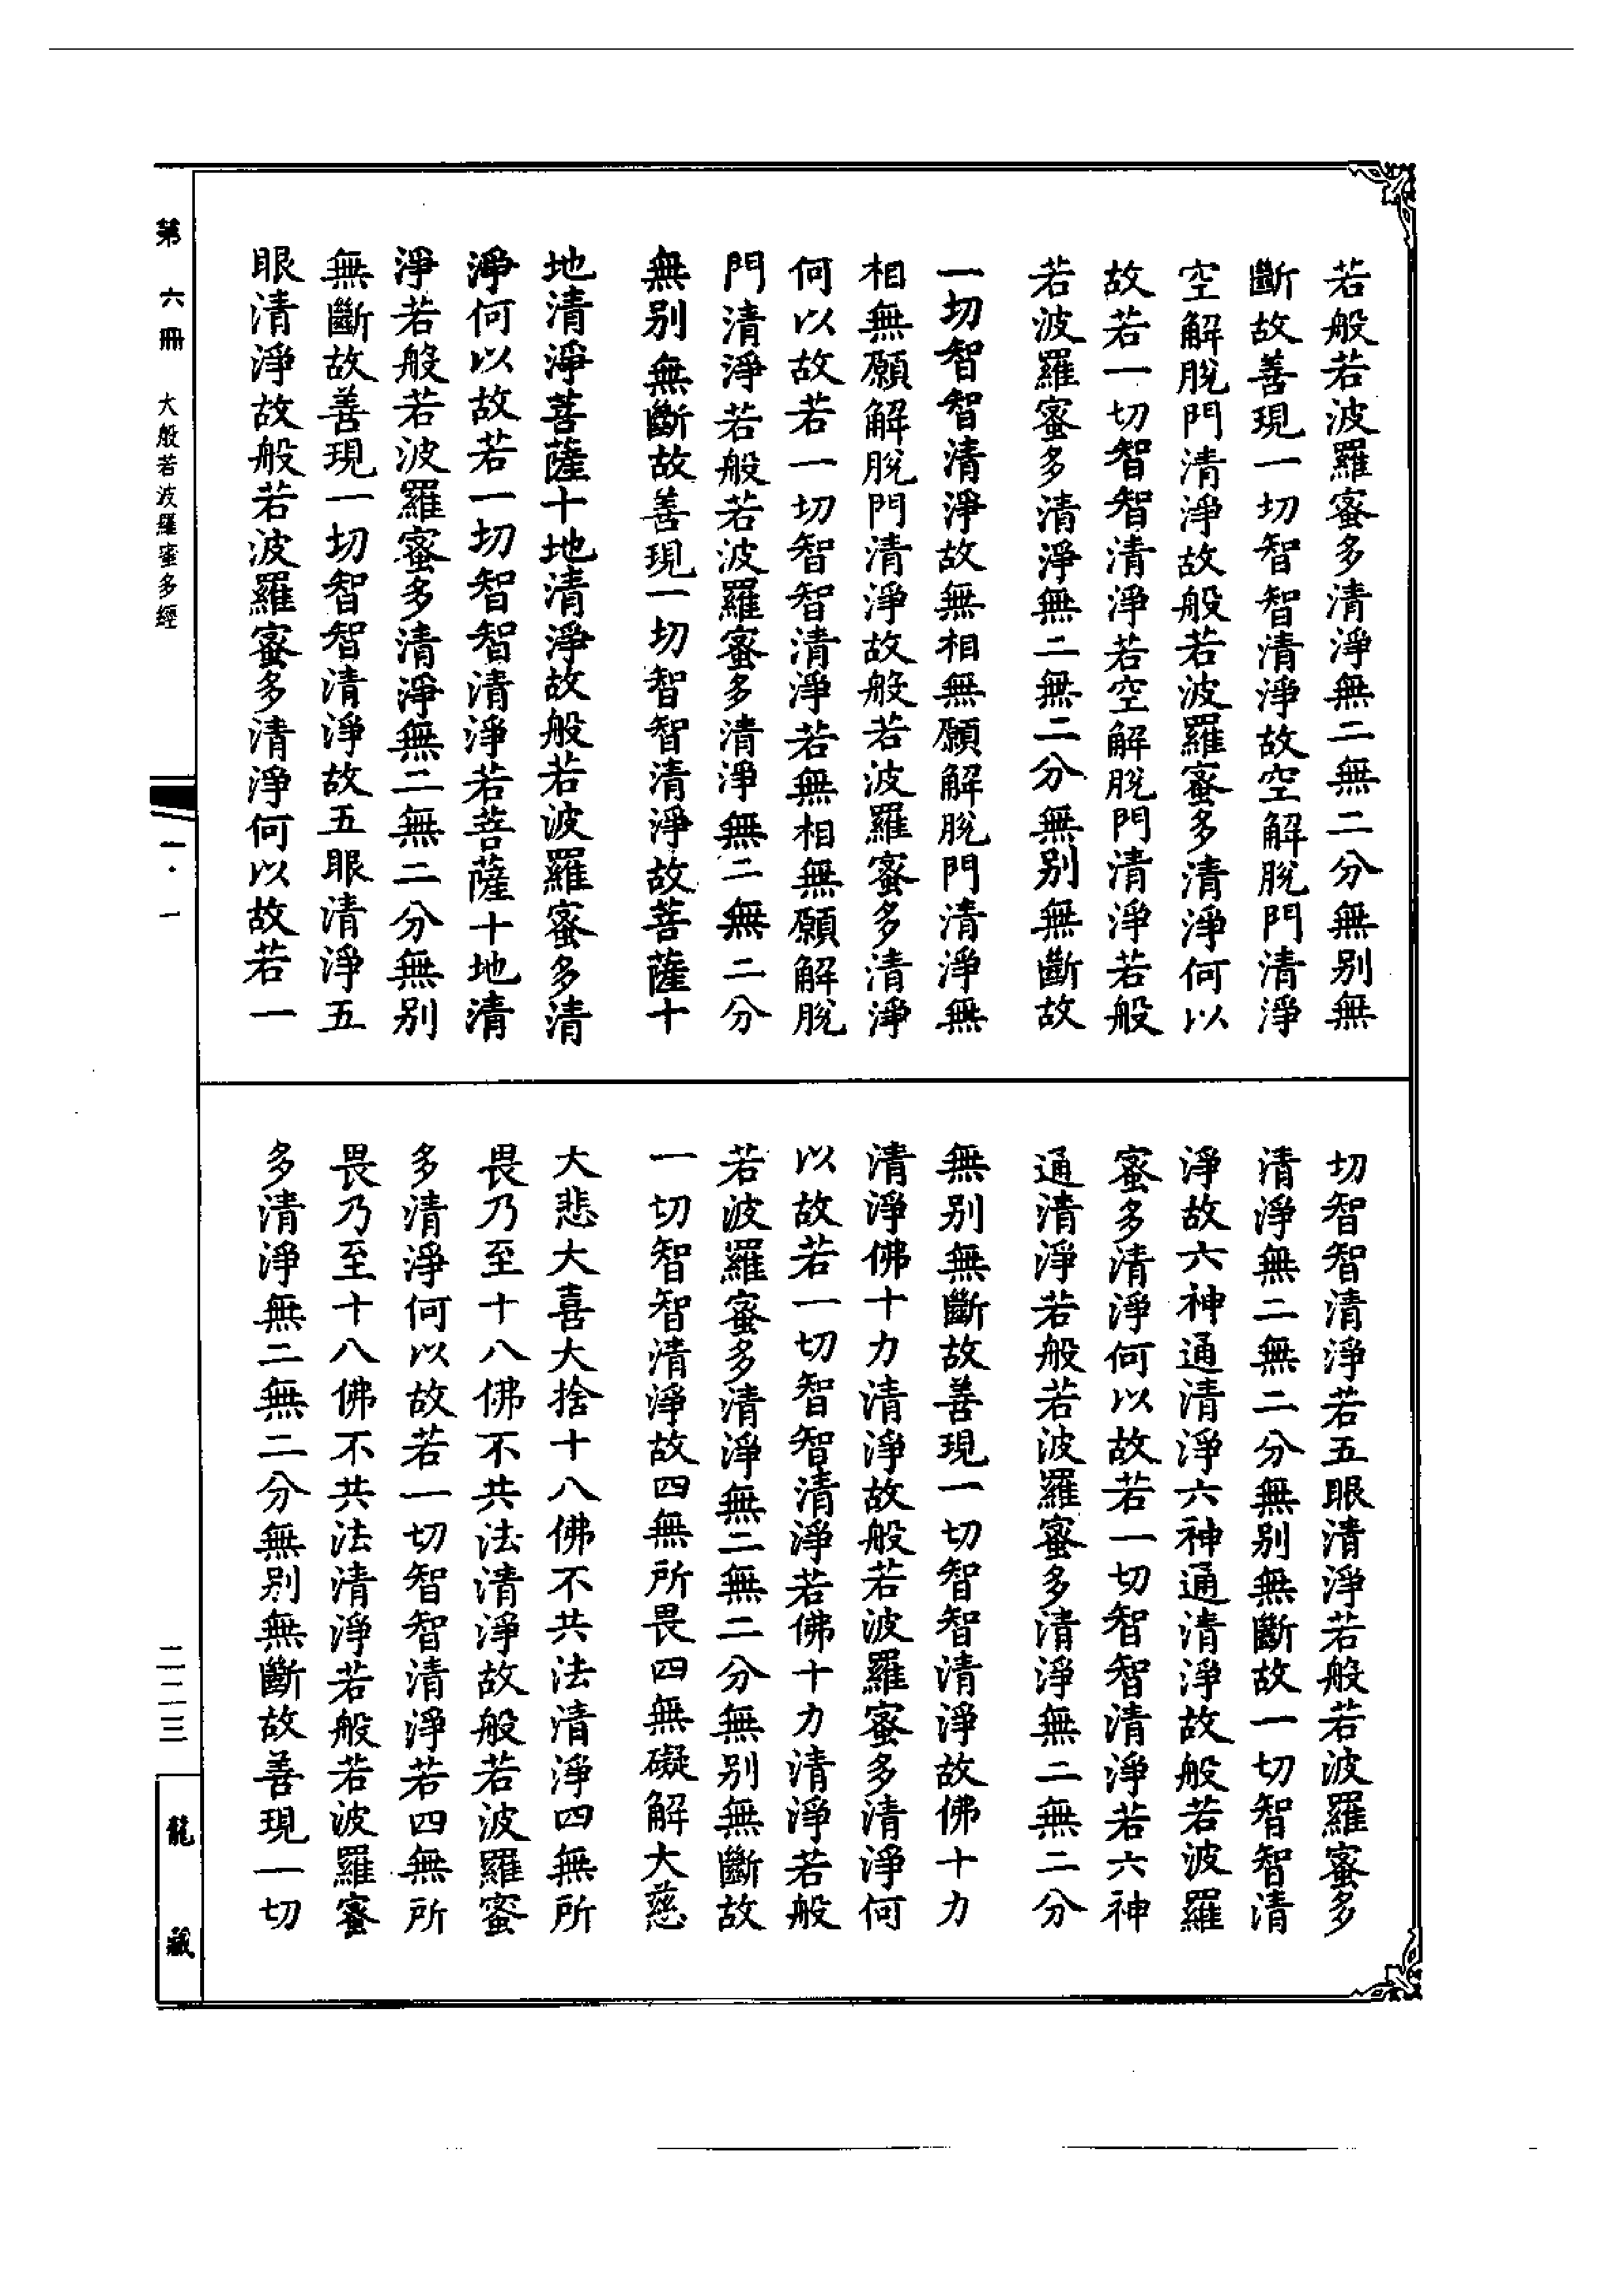 若般若波羅蜜多清淨無二無二分無别無
斷故善現一切智智清淨故空解脫門清淨
空解脫門清淨故般若波羅蜜多清淨何以
故若一切智智清淨若空解脫門清淨若般
若波羅蜜多清淨無二無二分無别無斷故
一切智智清淨故無相無願解脫門清淨無
相無願解脫門清淨故般若波羅蜜多清淨
何以故若一切智智清淨若無相無願解脫
門清淨若般若波羅蜜多清淨無二無二分
無别無斷故善現一切智智清淨故菩薩十
地清淨菩薩十地清淨故般若波羅蜜多清
淨何以故若一切智智清淨若菩薩十地清
淨若般若波羅蜜多清淨無二無二分無别
無斷故善現一切智智清淨故五眼清淨五
眼清淨故般若波羅蜜多清淨何以故若一
切智智清淨若五眼清淨若般若波羅蜜多
清淨無二無二分無别無斷故一切智智清
淨故六神通清淨六神通清淨故般若波羅
蜜多清淨何以故若一切智智清淨若六神
通清淨若般若波羅蜜多清淨無二無二分
無别無斷故善現一切智智清淨故佛十力
清淨佛十力清淨故般若波羅蜜多清淨何
以故若一切智智清淨若佛十力清淨若般
若波羅蜜多清淨無二無二分無别無斷故
一切智智清淨故四無所畏四無礙解大慈
大悲大喜大捨十八佛不共法清淨四無所
畏乃至十八佛不共法清淨故般若波羅蜜
多清淨何以故若一切智智清淨若四無所
畏乃至十八佛不共法清淨若般若波羅蜜
多清淨無二無二分無别無斷故善現一切
第六冊 大般若波羅蜜多經
一·一
二二三
龍藏